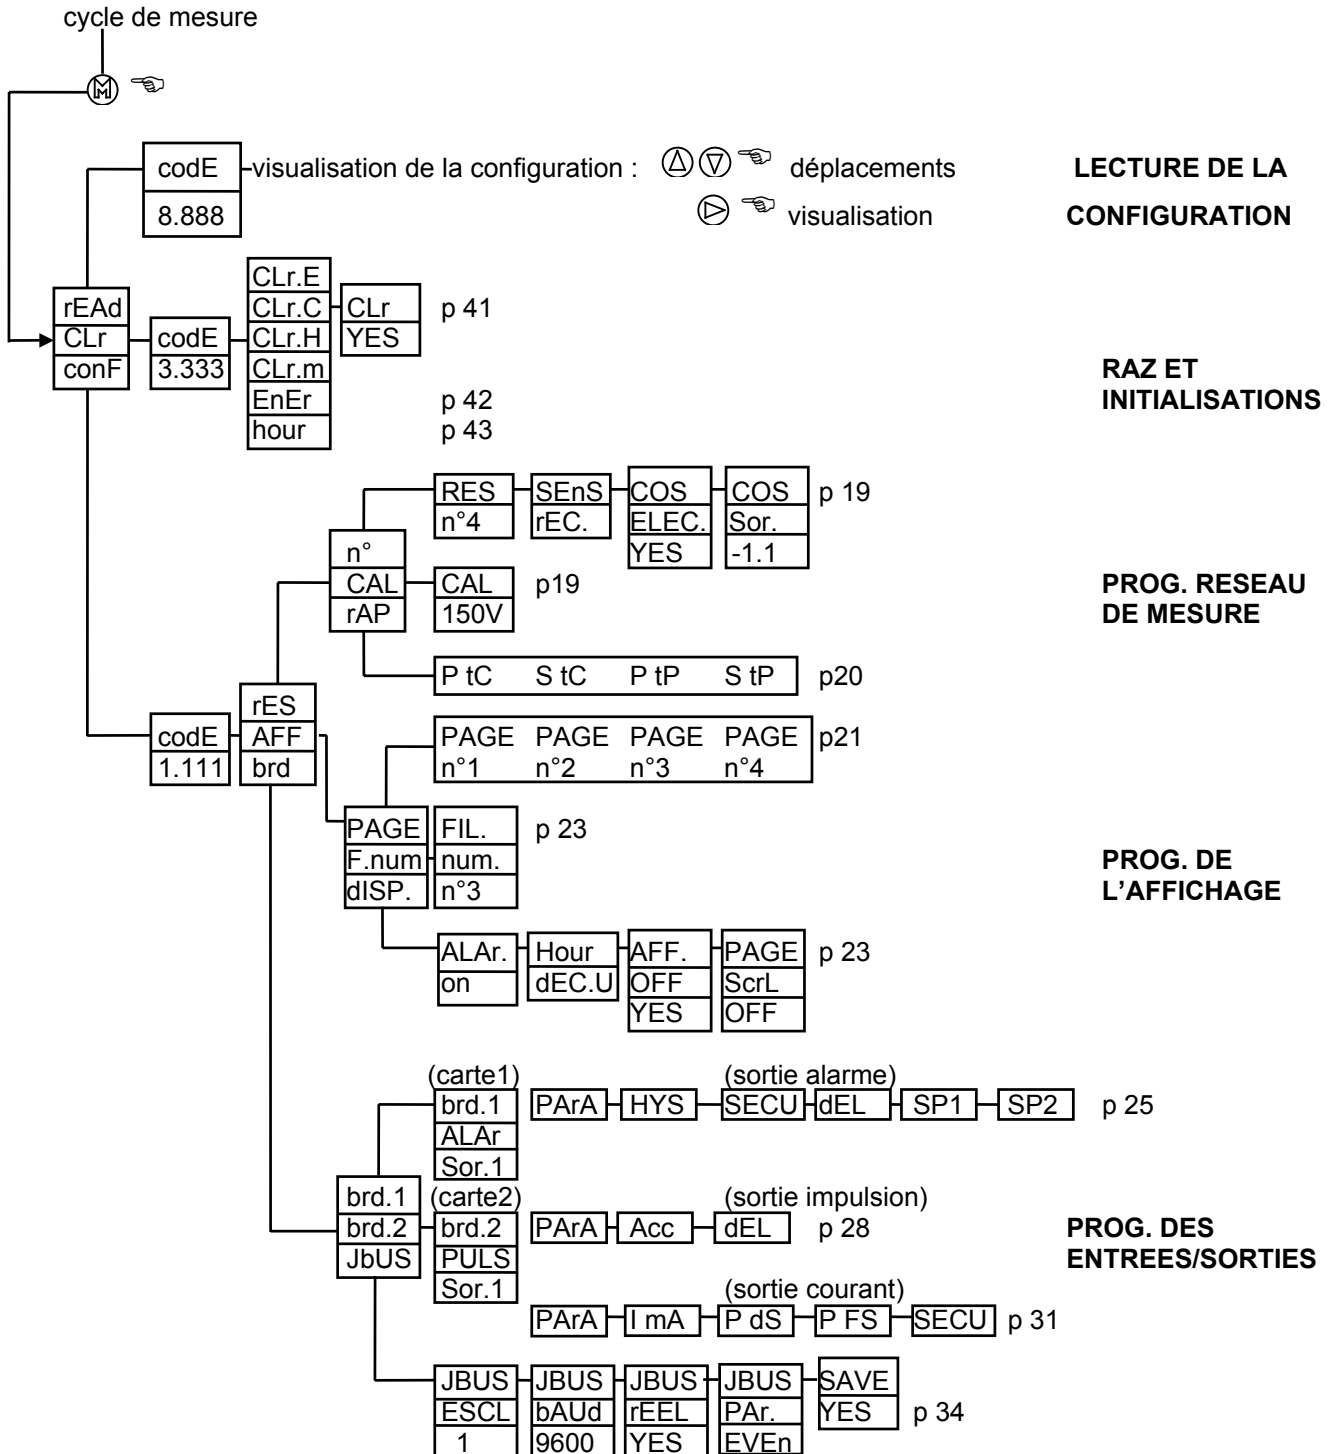 cycle de mesure
M
codE
8.888
visualisation de la configuration :
déplacements
visualisation
LECTURE DE LA
CONFIGURATION
rEAd
CLr
conF
codE
3.333
CLr.E
CLr.C
CLr.H
CLr.m
EnEr
hour
CLr
YES
p 41
p 42
p 43
RAZ ET
INITIALISATIONS
RES
n°4
SEnS
rEC.
COS
ELEC.
YES
COS
Sor.
-1.1
p 19
n°
CAL
rAP
CAL
150V
p19
PROG. RESEAU
DE MESURE
P tC S tC P tP S tP
p20
codE
1.111
rES
AFF
brd
PAGE PAGE PAGE PAGE
n°1 n°2 n°3 n°4
p21
PAGE
F.num
dISP.
FIL.
num.
n°3
p 23
PROG. DE
L'AFFICHAGE
ALAr.
on
Hour
dEC.U
AFF.
OFF
YES
PAGE
ScrL
OFF
p 23
(carte1)
brd.1
ALAr
Sor.1
(sortie alarme)
PArA HYS SECU dEL SP1 SP2
p 25
brd.1
brd.2
JbUS
(carte2)
brd.2
PULS
Sor.1
(sortie impulsion)
PArA Acc dEL
p 28
PROG. DES
ENTREES/SORTIES
(sortie courant)
PArA I mA P dS P FS SECU
p 31
JBUS
ESCL
1
JBUS
bAUd
9600
JBUS
rEEL
YES
JBUS
PAr.
EVEn
SAVE
YES
p 34